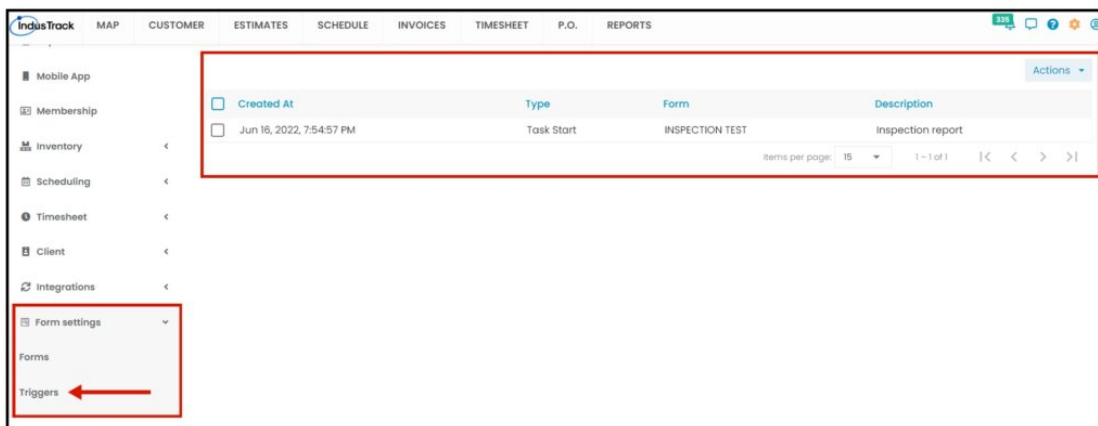 IndusTrack MAP CUSTOMER ESTIMATES SCHEDULE INVOICES TIMESHEET P.O. REPORTS 335
Mobile App
Membership
Inventory
Scheduling
Timesheet
Client
Integrations
Form settings
Forms
Triggers
Actions
Created At Type Form Description
Jun 16, 2022, 7:54:57 PM Task Start INSPECTION TEST Inspection report
Items per page: 15 1 – 1 of 1